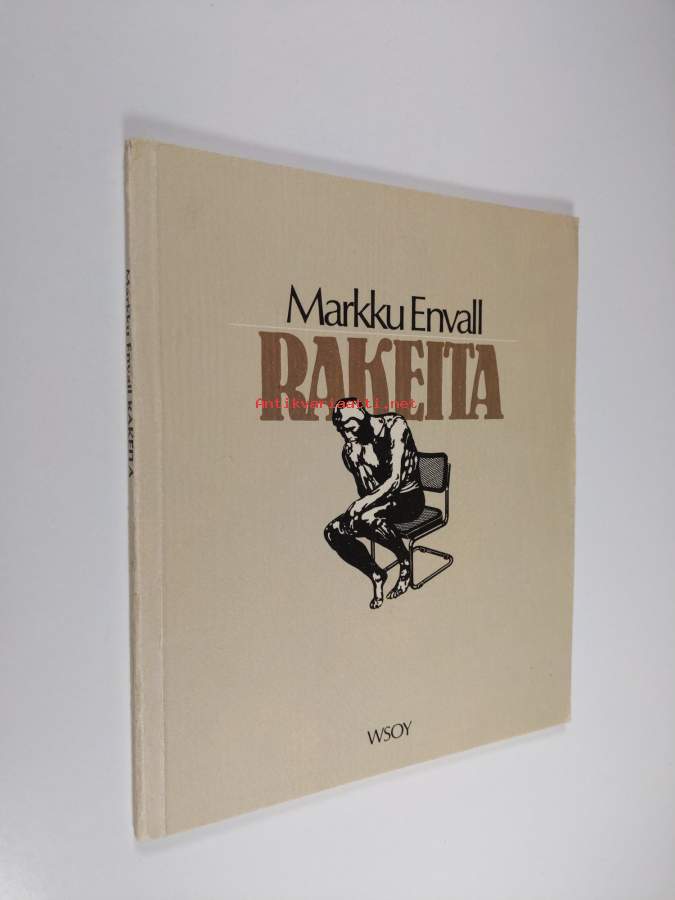 Markku Envall
RAKEITA
Antikvariaatti.net
WSOY
Markku Envall RAKEITA